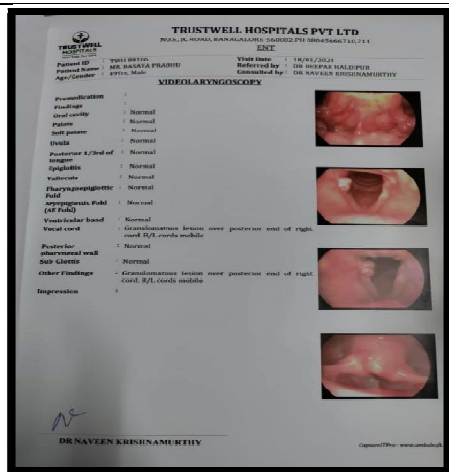 TRUSTWELL HOSPITALS PVT LTD
TRUSTWELL
HOSPITALS
ENT
Patient ID :
Visit Date :
Patient Name : MR BASATA PRABHU
Referred by : DR DEEPAK HALDIPUR
Age/Gender : Male
Consulted by : DR NAVEEN KRISHNAMURTHY
VIDEOLARYNGOSCOPY
Premedication :
Findings :
Oral cavity : Normal
Palate : Normal
Soft palate : Normal
Uvula : Normal
Posterior 1/3rd of : Normal
tongue
Epiglottis : Normal
Vallecula : Normal
Pharyngoepiglottic : Normal
Fold
Fold : Normal
(AE Fold)
Ventricular band : Normal
Vocal cord : Granulomatous lesion over posterior end of right
cord, B/L cords mobile
Posterior : Normal
pharyngeal wall
Sub-Glottis : Normal
Other Findings : Granulomatous lesion over posterior end of right
cord, B/L cords mobile
Impression :
DR NAVEEN KRISHNAMURTHY